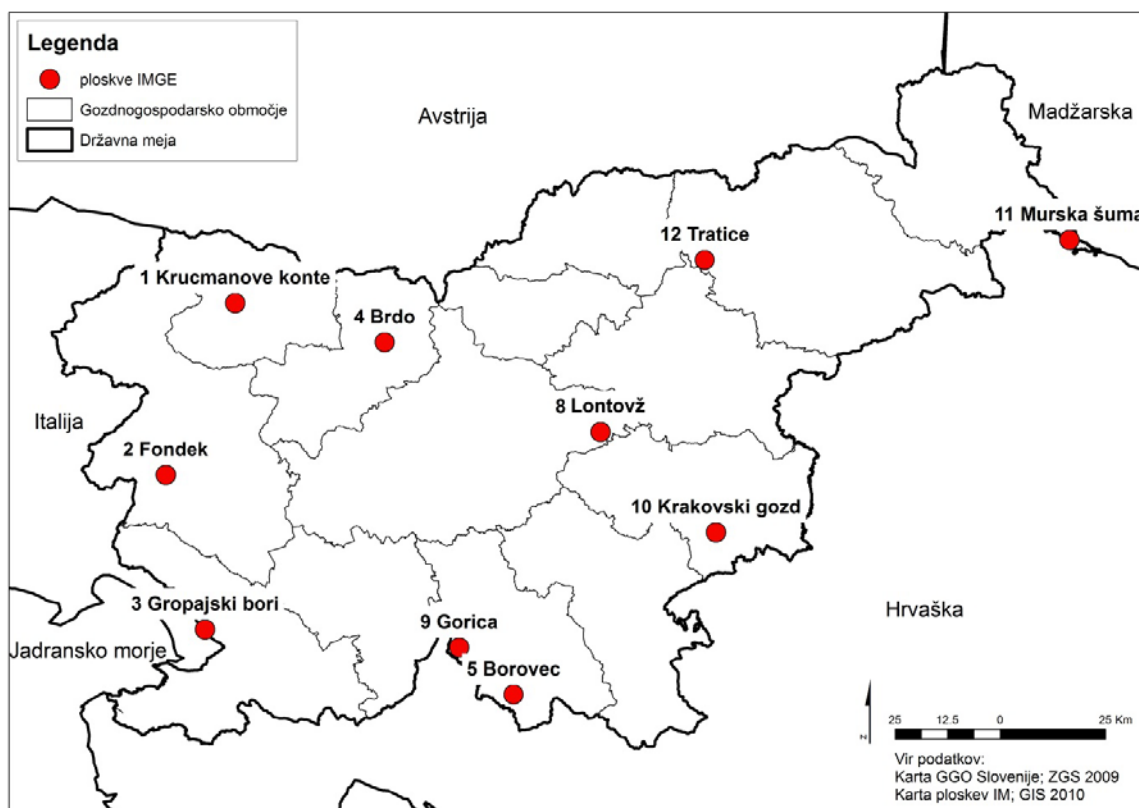 Legenda
ploskve IMGE
Gozdnogospodarsko območje
Državna meja
Avstrija
Madžarska
11 Murska šuma
12 Tratice
1 Krucmanove konte
4 Brdo
8 Lontovž
Italija
2 Fondek
10 Krakovski gozd
3 Gropajski bori
9 Gorica
Hrvaška
Jadransko morje
5 Borovec
N
25 12.5 0 25 Km
Vir podatkov:
Karta GGO Slovenije; ZGS 2009
Karta ploskev IM; GIS 2010